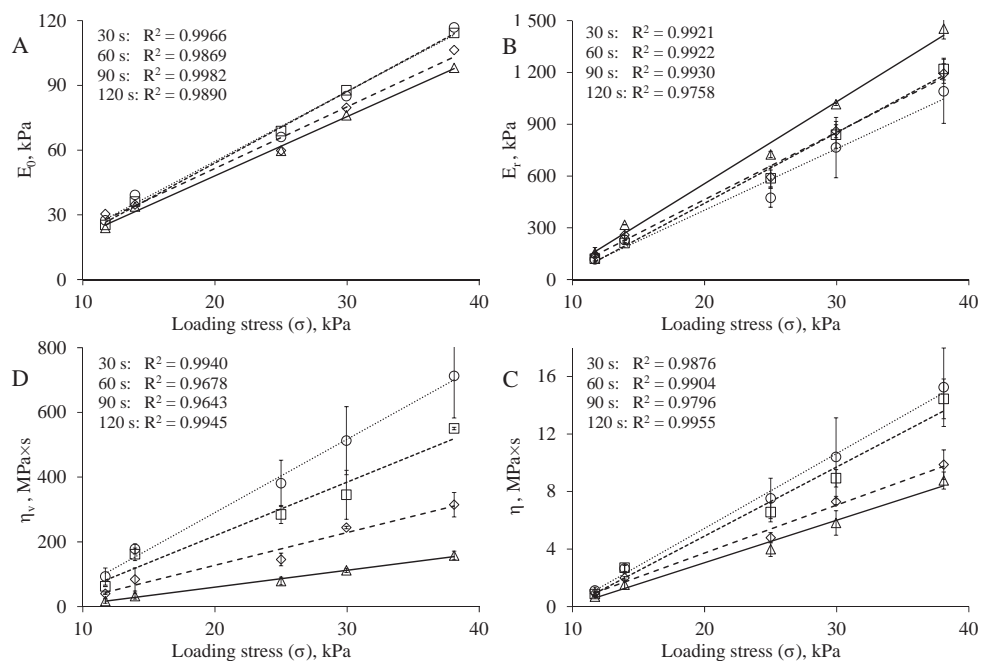 A
30 s: R² = 0.9966
60 s: R² = 0.9869
90 s: R² = 0.9982
120 s: R² = 0.9890
E₀, kPa
120
90
60
30
0
10 20 30 40
Loading stress (σ), kPa
B
30 s: R² = 0.9921
60 s: R² = 0.9922
90 s: R² = 0.9930
120 s: R² = 0.9758
Eᵣ, kPa
1 500
1 200
900
600
300
0
10 20 30 40
Loading stress (σ), kPa
D
30 s: R² = 0.9940
60 s: R² = 0.9678
90 s: R² = 0.9643
120 s: R² = 0.9945
ηᵥ, MPa×s
800
600
400
200
0
10 20 30 40
Loading stress (σ), kPa
C
30 s: R² = 0.9876
60 s: R² = 0.9904
90 s: R² = 0.9796
120 s: R² = 0.9955
η, MPa×s
16
12
8
4
0
10 20 30 40
Loading stress (σ), kPa